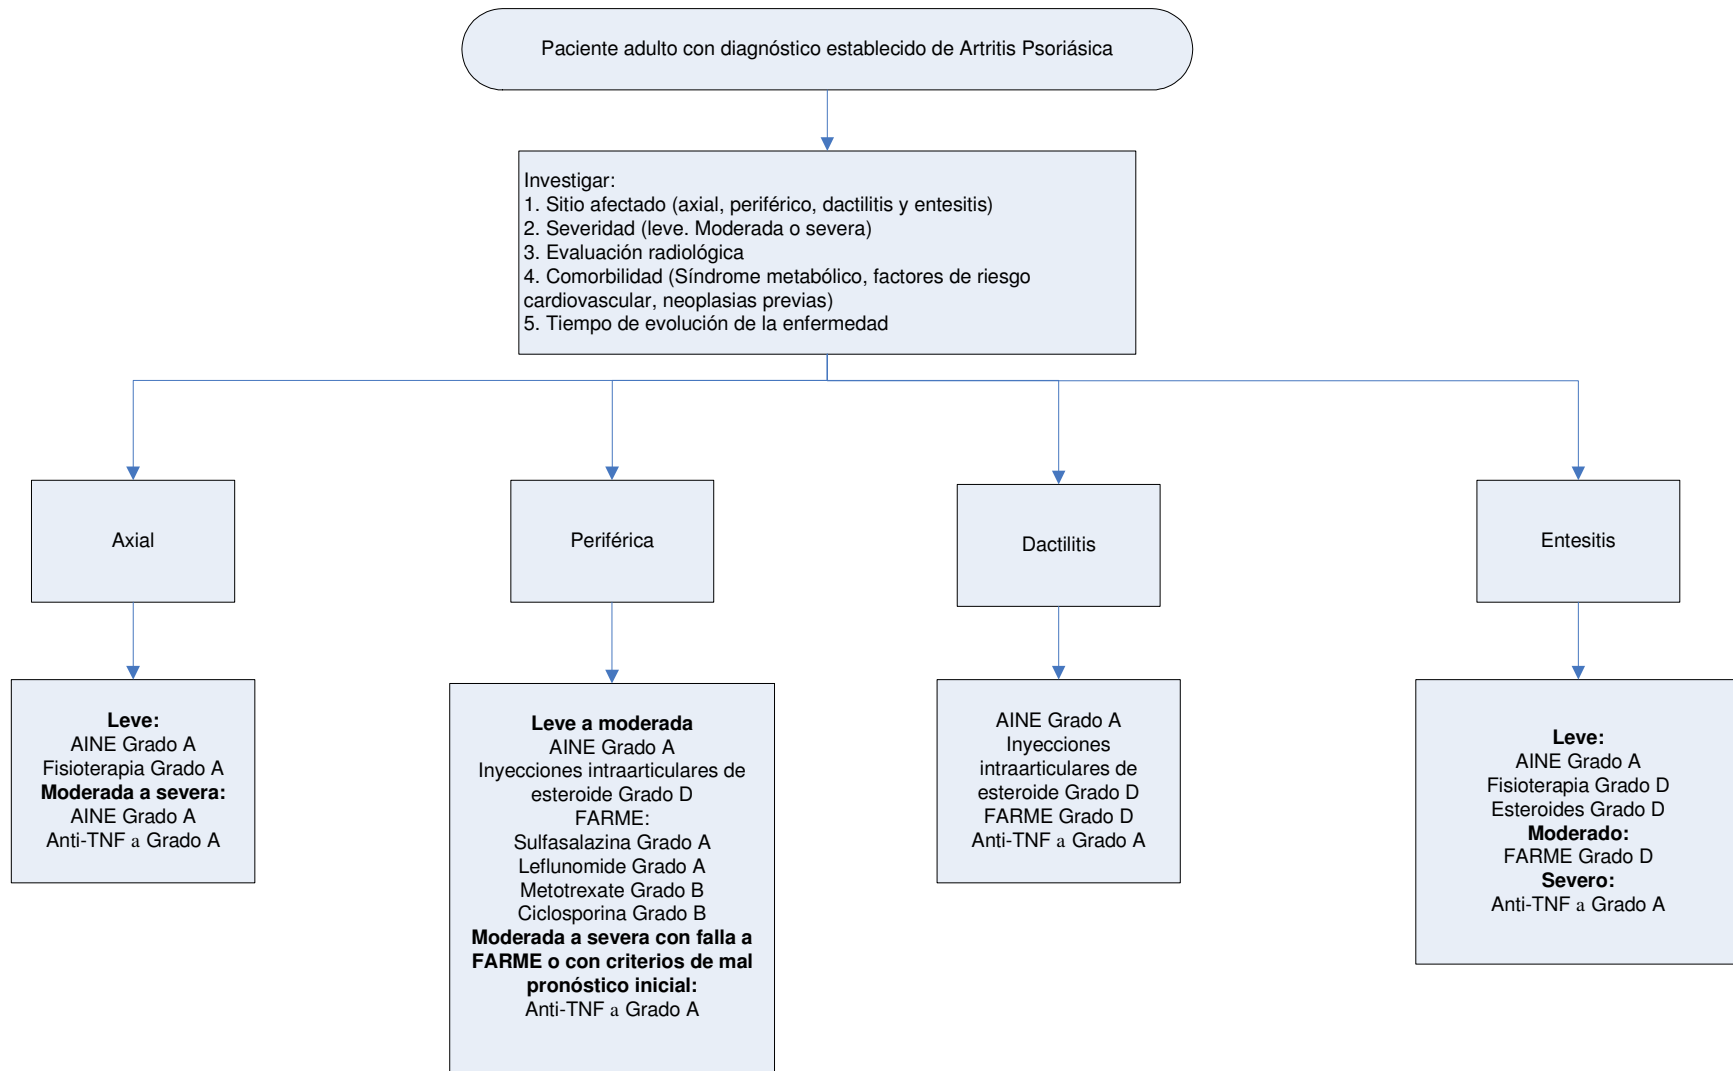 Paciente adulto con diagnóstico establecido de Artritis Psoriásica
Investigar:
1. Sitio afectado (axial, periférico, dactilitis y entesitis)
2. Severidad (leve. Moderada o severa)
3. Evaluación radiológica
4. Comorbilidad (Síndrome metabólico, factores de riesgo
cardiovascular, neoplasias previas)
5. Tiempo de evolución de la enfermedad
Axial
Periférica
Dactilitis
Entesitis
Leve:
AINE Grado A
Fisioterapia Grado A
Moderada a severa:
AINE Grado A
Anti-TNF a Grado A
Leve a moderada
AINE Grado A
Inyecciones intraarticulares de
esteroide Grado D
FARME:
Sulfasalazina Grado A
Leflunomide Grado A
Metotrexate Grado B
Ciclosporina Grado B
Moderada a severa con falla a
FARME o con criterios de mal
pronóstico inicial:
Anti-TNF a Grado A
AINE Grado A
Inyecciones
intraarticulares de
esteroide Grado D
FARME Grado D
Anti-TNF a Grado A
Leve:
AINE Grado A
Fisioterapia Grado D
Esteroides Grado D
Moderado:
FARME Grado D
Severo:
Anti-TNF a Grado A